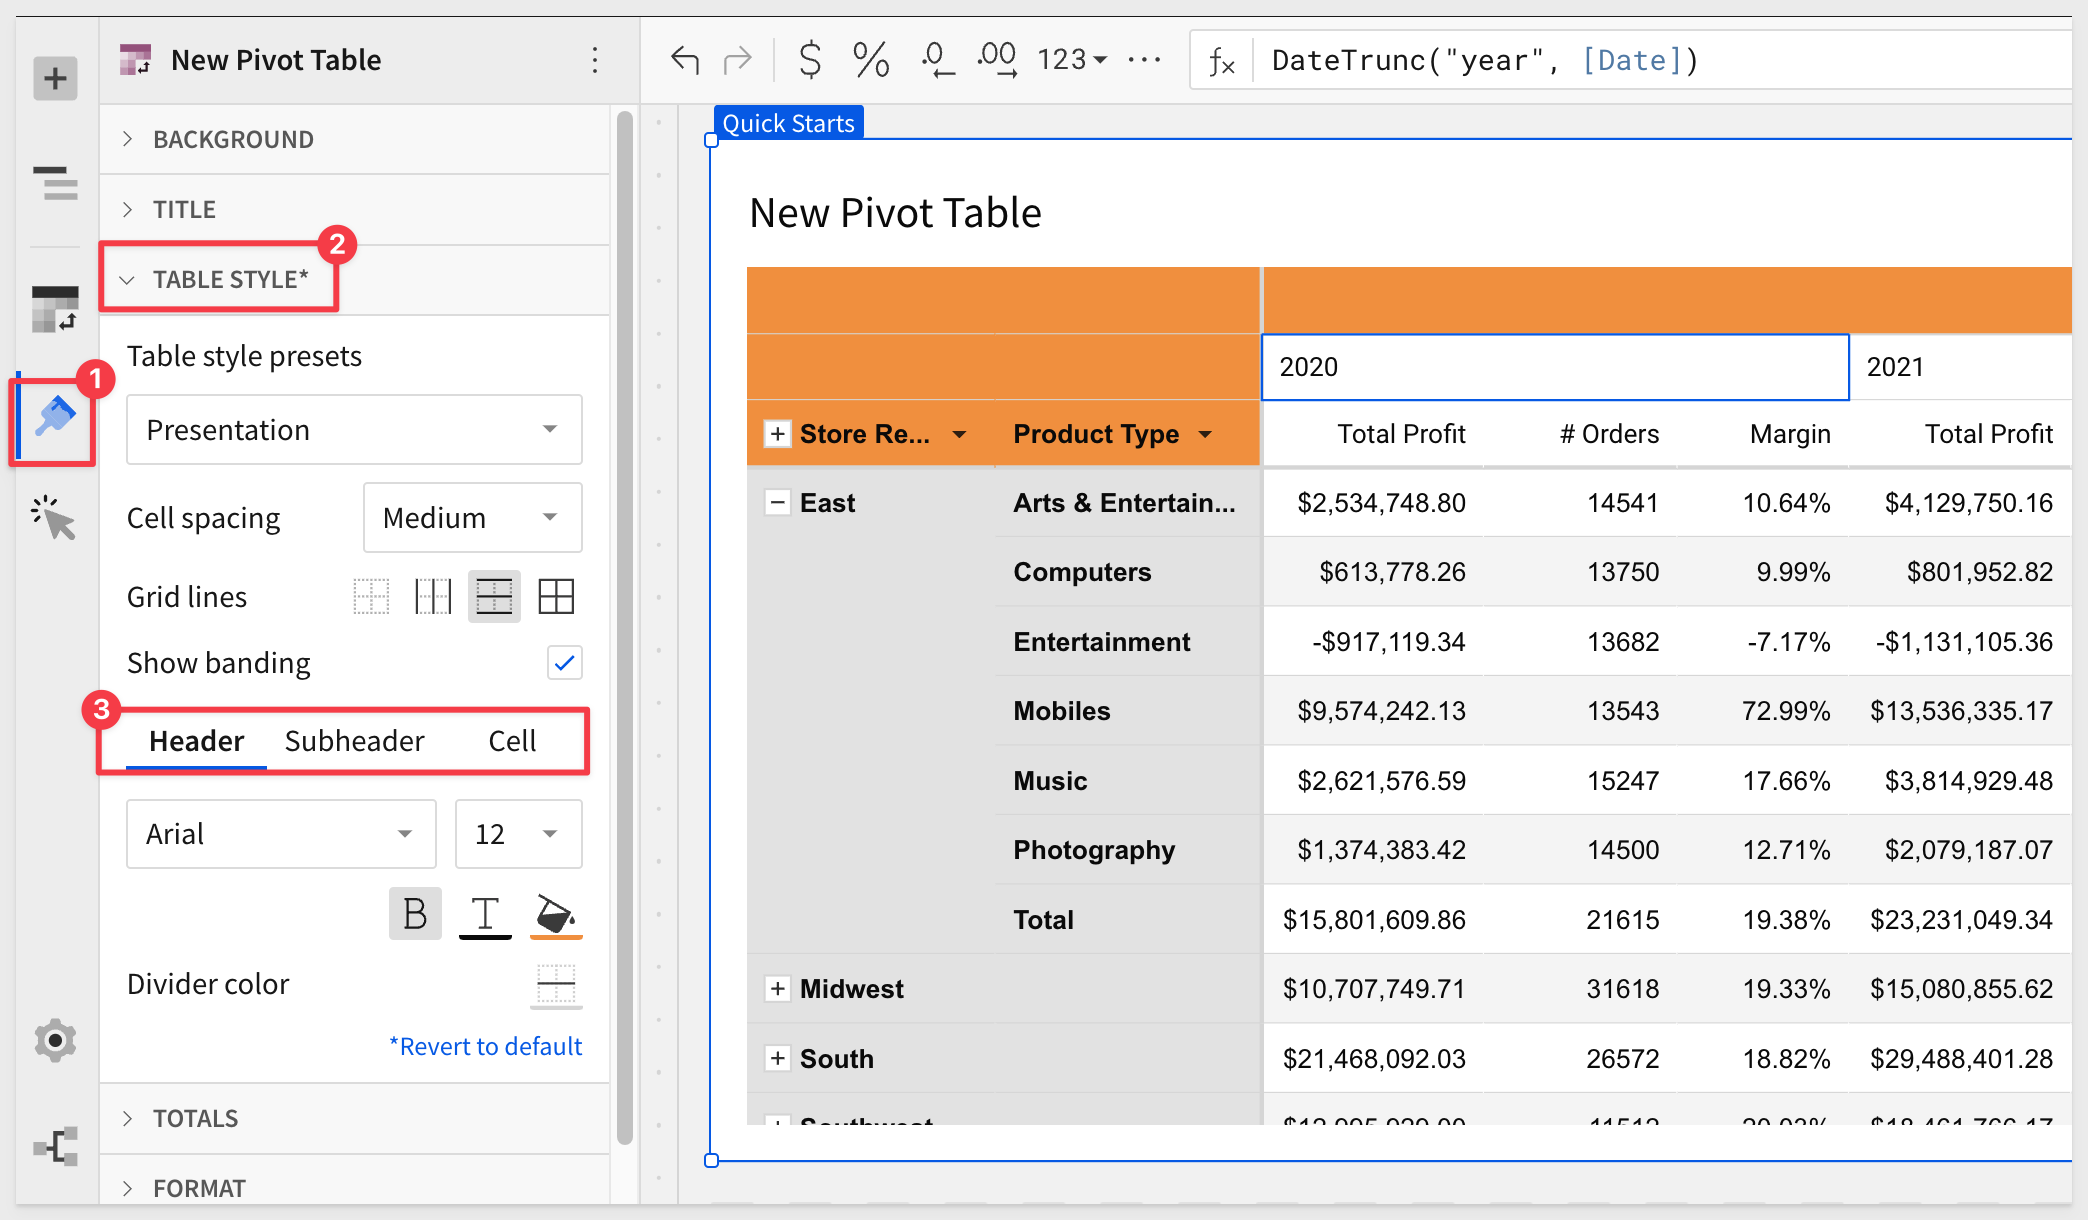 New Pivot Table
$ % .0 .00 123 ...
fx DateTrunc("year", [Date])
BACKGROUND
TITLE
2
TABLE STYLE*
Table style presets
1
Presentation
Cell spacing Medium
Grid lines
Show banding
3
Header Subheader Cell
Arial 12
B T
Divider color
*Revert to default
TOTALS
FORMAT
Quick Starts
New Pivot Table
2020 2021
Store Re... Product Type Total Profit # Orders Margin Total Profit
East Arts & Entertain... $2,534,748.80 14541 10.64% $4,129,750.16
Computers $613,778.26 13750 9.99% $801,952.82
Entertainment -$917,119.34 13682 -7.17% -$1,131,105.36
Mobiles $9,574,242.13 13543 72.99% $13,536,335.17
Music $2,621,576.59 15247 17.66% $3,814,929.48
Photography $1,374,383.42 14500 12.71% $2,079,187.07
Total $15,801,609.86 21615 19.38% $23,231,049.34
Midwest $10,707,749.71 31618 19.33% $15,080,855.62
South $21,468,092.03 26572 18.82% $29,488,401.28
Southwest